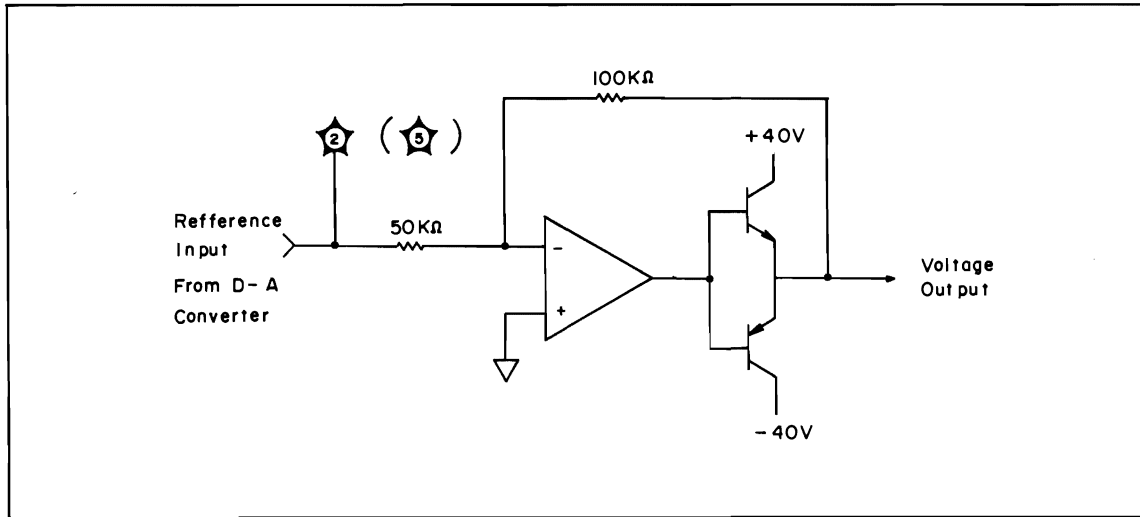 100KΩ
2 ( 5 )
+40V
Refference
Input
From D-A
Converter
50KΩ
-
+
Voltage
Output
-40V